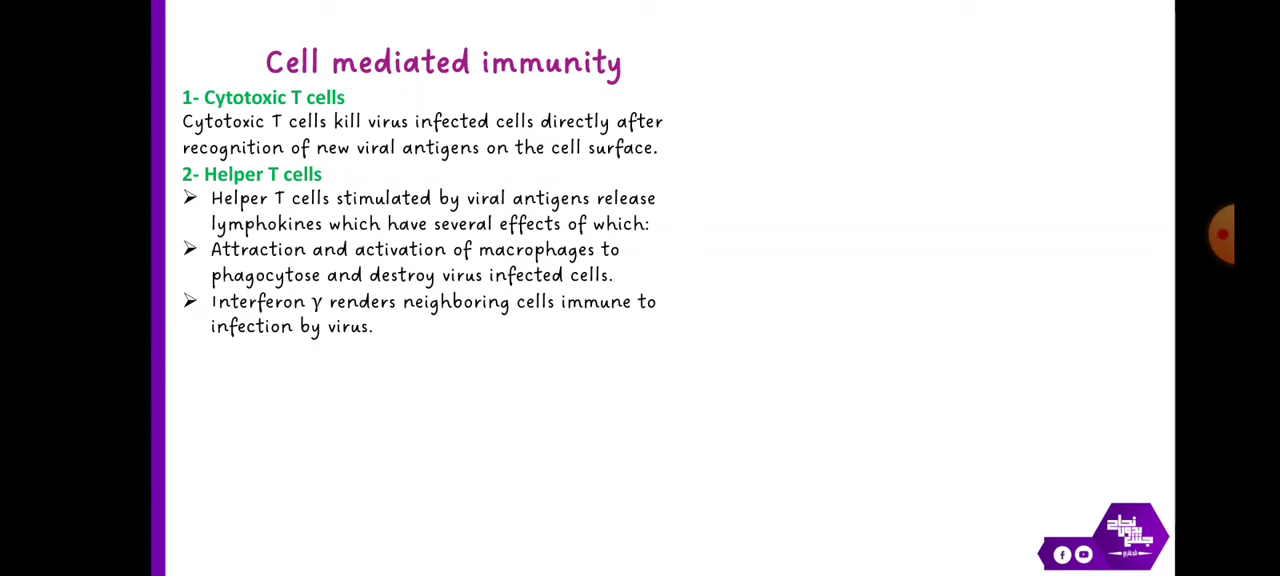 Cell mediated immunity
1- Cytotoxic T cells
Cytotoxic T cells kill virus infected cells directly after
recognition of new viral antigens on the cell surface.
2- Helper T cells
➢ Helper T cells stimulated by viral antigens release
lymphokines which have several effects of which:
➢ Attraction and activation of macrophages to
phagocytose and destroy virus infected cells.
➢ Interferon γ renders neighboring cells immune to
infection by virus.
نجاح
بدون